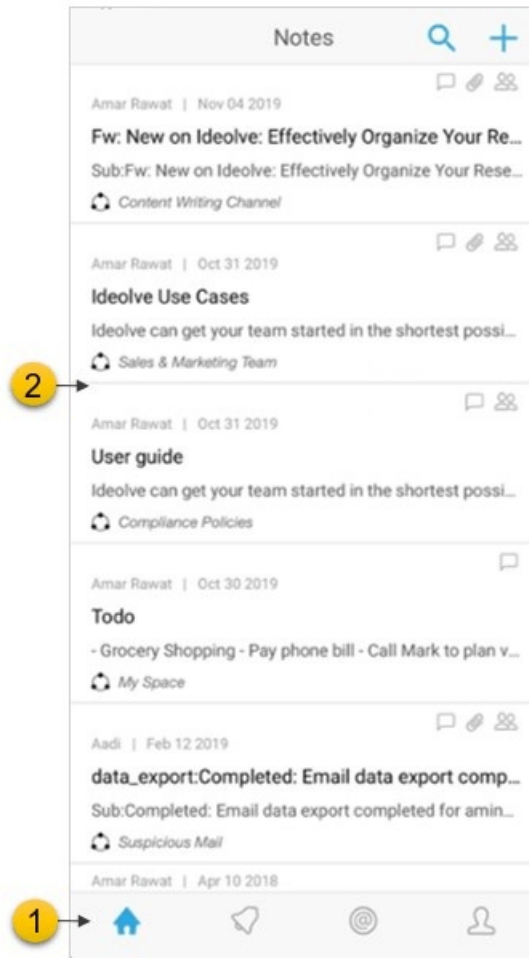 Notes
Amar Rawat | Nov 04 2019
Fw: New on Ideolve: Effectively Organize Your Re...
Sub:Fw: New on Ideolve: Effectively Organize Your Rese...
Content Writing Channel
Amar Rawat | Oct 31 2019
Ideolve Use Cases
Ideolve can get your team started in the shortest possi...
Sales & Marketing Team
2
Amar Rawat | Oct 31 2019
User guide
Ideolve can get your team started in the shortest possi...
Compliance Policies
Amar Rawat | Oct 30 2019
Todo
- Grocery Shopping - Pay phone bill - Call Mark to plan v...
My Space
Aadi | Feb 12 2019
data_export:Completed: Email data export comp...
Sub:Completed: Email data export completed for amin...
Suspicious Mail
Amar Rawat | Apr 10 2018
1
@